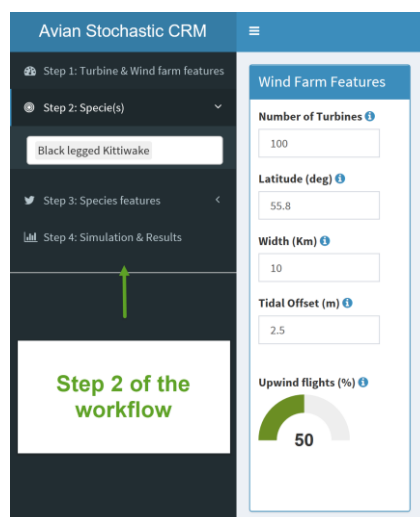 Avian Stochastic CRM
Step 1: Turbine & Wind farm features
Step 2: Specie(s)
Black legged Kittiwake
Step 3: Species features
Step 4: Simulation & Results
Step 2 of the
workflow
Wind Farm Features
Number of Turbines
100
Latitude (deg)
55.8
Width (Km)
10
Tidal Offset (m)
2.5
Upwind flights (%)
50